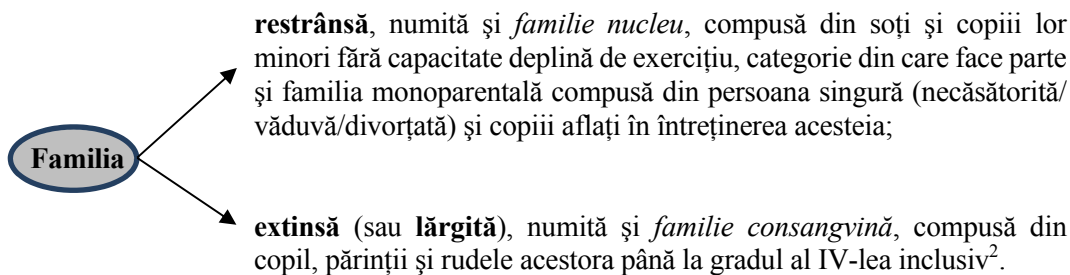 restrânsă, numită şi familie nucleu, compusă din soţi şi copiii lor
minori fără capacitate deplină de exerciţiu, categorie din care face parte
şi familia monoparentală compusă din persoana singură (necăsătorită/
văduvă/divorţată) şi copiii aflaţi în întreţinerea acesteia;
Familia
extinsă (sau lărgită), numită şi familie consangvină, compusă din
copil, părinţii şi rudele acestora până la gradul al IV-lea inclusiv².